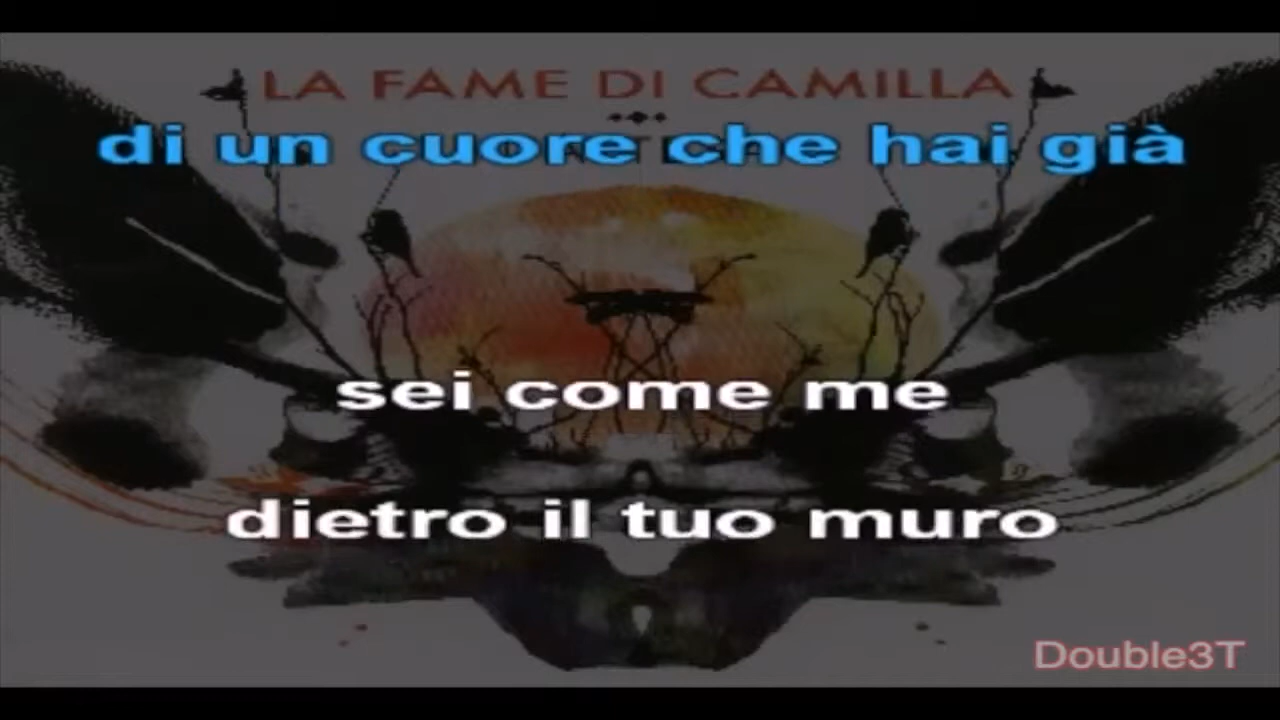 LA FAME DI CAMILLA
di un cuore che hai già
sei come me
dietro il tuo muro
Double3T